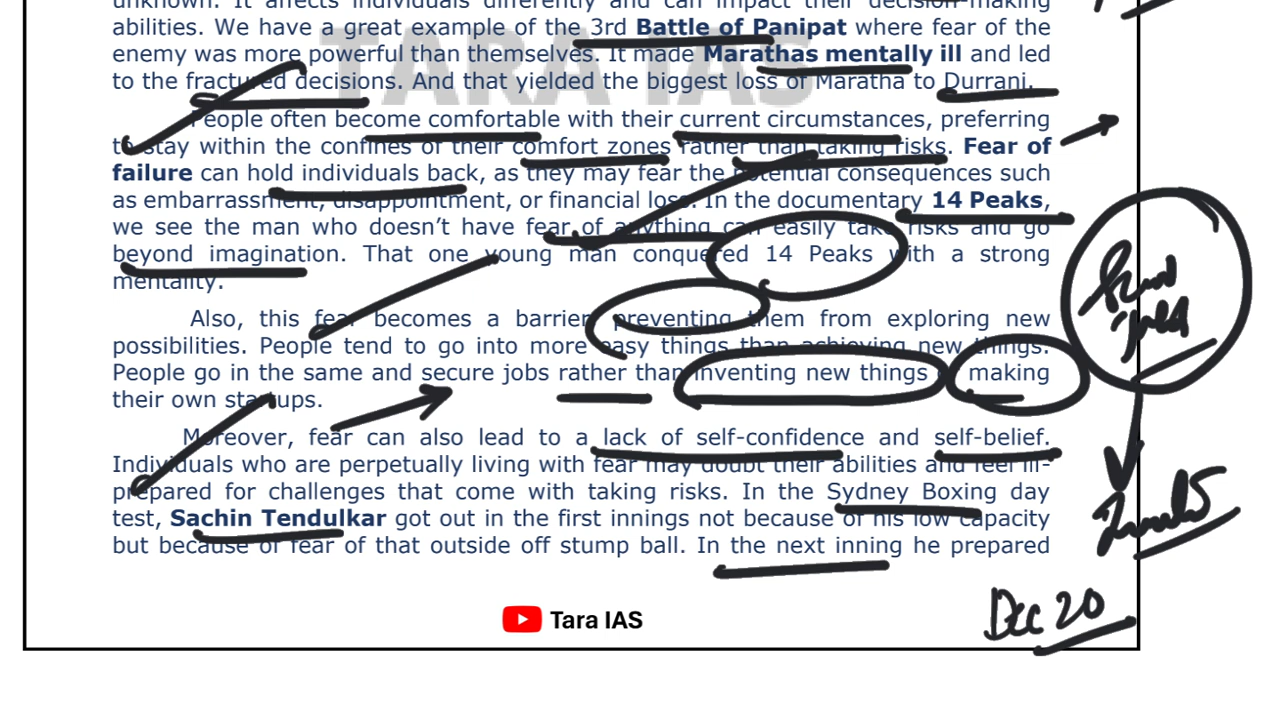 unknown. It affects individuals differently and can impact their decision-making
abilities. We have a great example of the 3rd Battle of Panipat where fear of the
enemy was more powerful than themselves. It made Marathas mentally ill and led
to the fractured decisions. And that yielded the biggest loss of Maratha to Durrani.
People often become comfortable with their current circumstances, preferring
to stay within the confines of their comfort zones rather than taking risks. Fear of
failure can hold individuals back, as they may fear the potential consequences such
as embarrassment, disappointment, or financial loss. In the documentary 14 Peaks,
we see the man who doesn't have fear of anything can easily take risks and go
beyond imagination. That one young man conquered 14 Peaks with a strong
mentality.
Also, this fear becomes a barrier preventing them from exploring new
possibilities. People tend to go into more easy things than achieving new things.
People go in the same and secure jobs rather than inventing new things making
their own startups.
Moreover, fear can also lead to a lack of self-confidence and self-belief.
Individuals who are perpetually living with fear may doubt their abilities and feel ill-
prepared for challenges that come with taking risks. In the Sydney Boxing day
test, Sachin Tendulkar got out in the first innings not because of his low capacity
but because of fear of that outside off stump ball. In the next inning he prepared
Dec 20
Tara IAS
TARA IAS